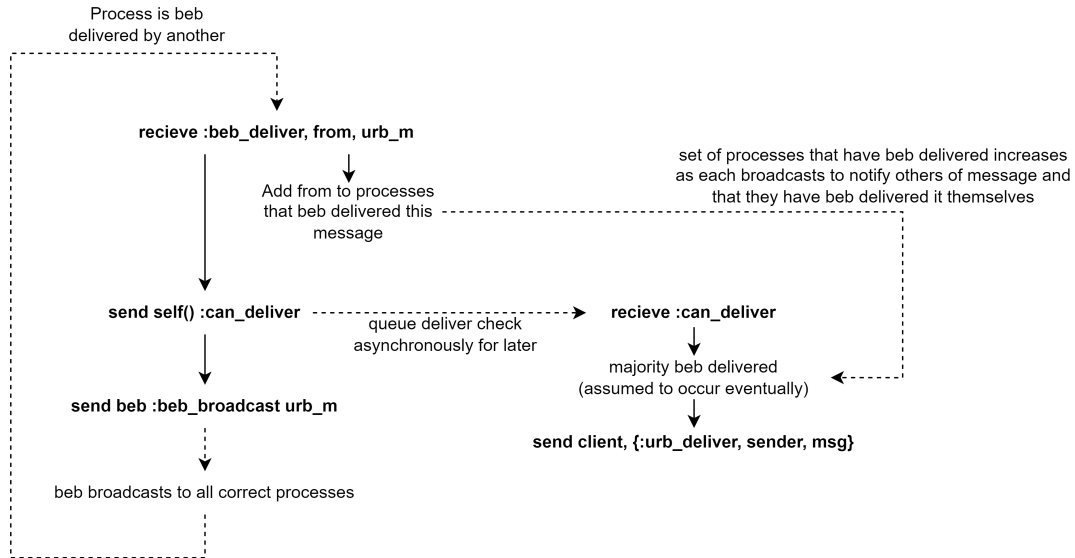 Process is beb
delivered by another
recieve :beb_deliver, from, urb_m
set of processes that have beb delivered increases
as each broadcasts to notify others of message and
that they have beb delivered it themselves
Add from to processes
that beb delivered this
message
send self() :can_deliver
queue deliver check
asynchronously for later
recieve :can_deliver
majority beb delivered
(assumed to occur eventually)
send beb :beb_broadcast urb_m
send client, {:urb_deliver, sender, msg}
beb broadcasts to all correct processes